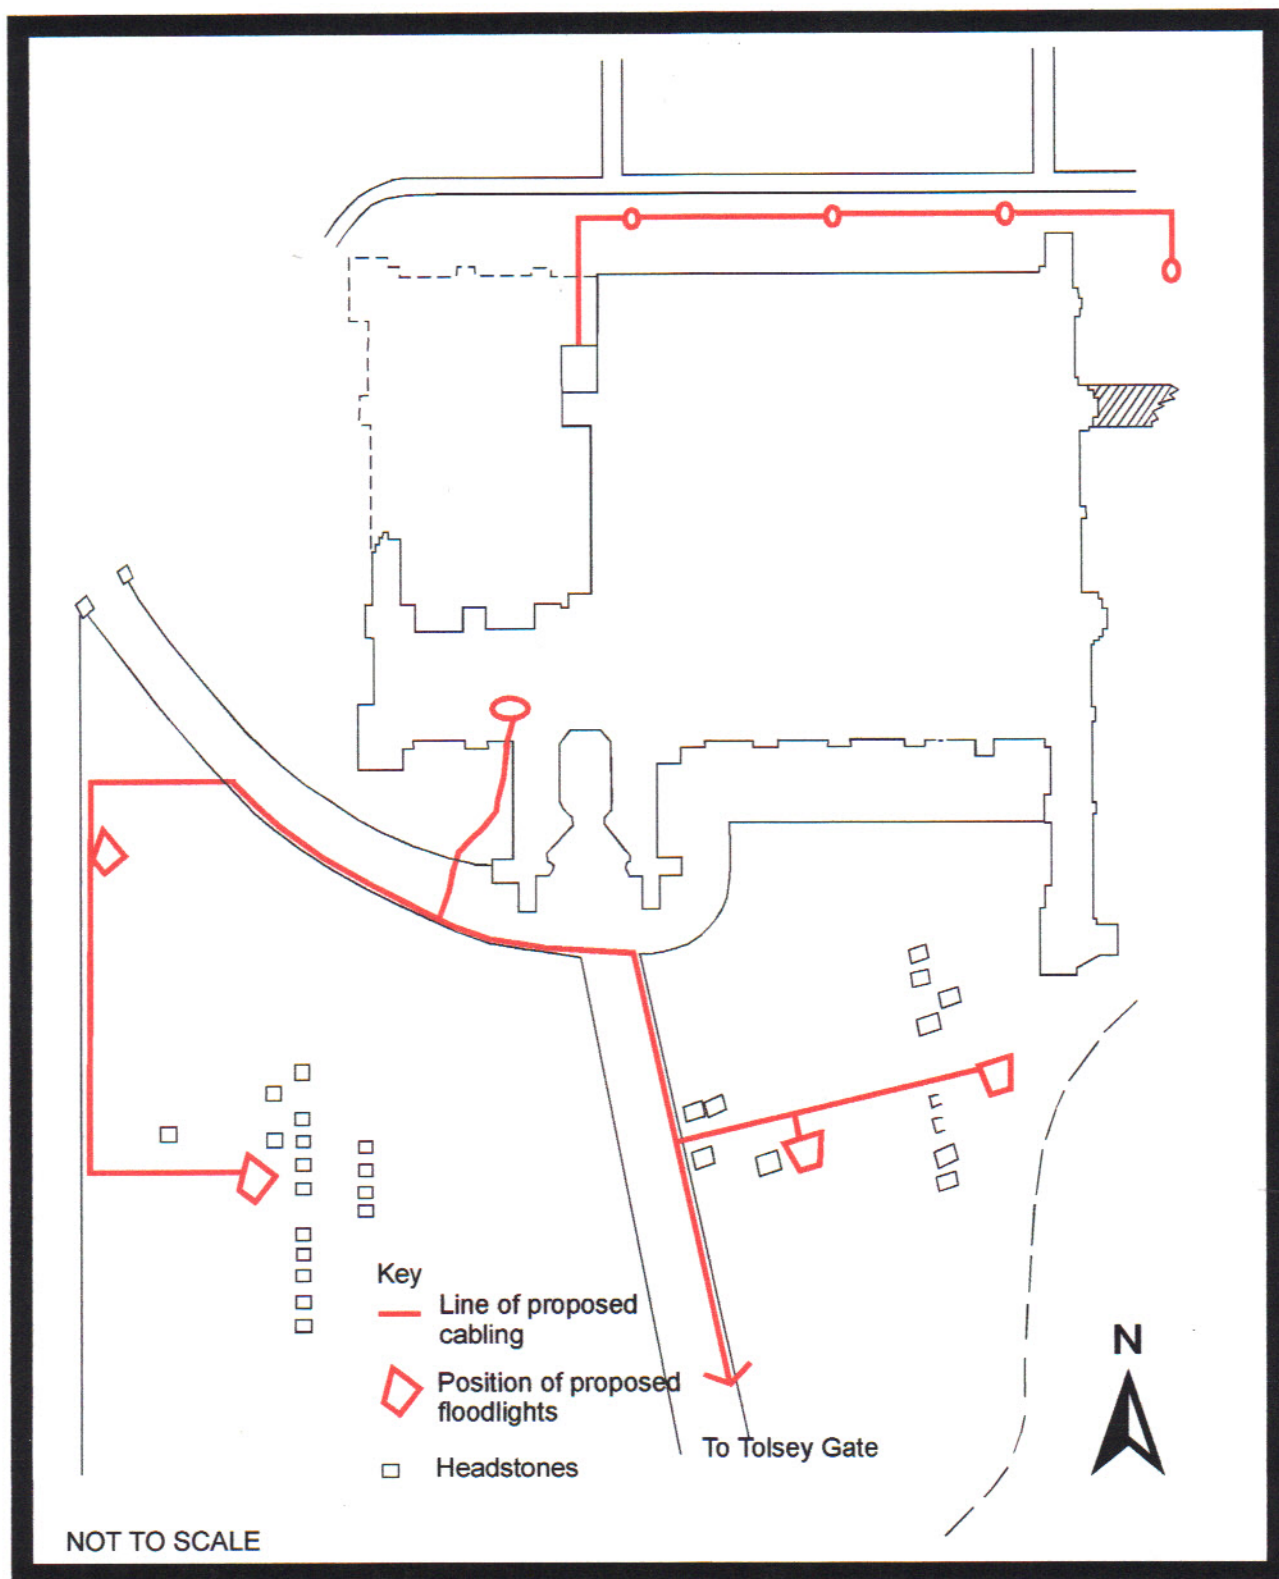 Key
Line of proposed
cabling
Position of proposed
floodlights
Headstones
To Tolsey Gate
N
NOT TO SCALE